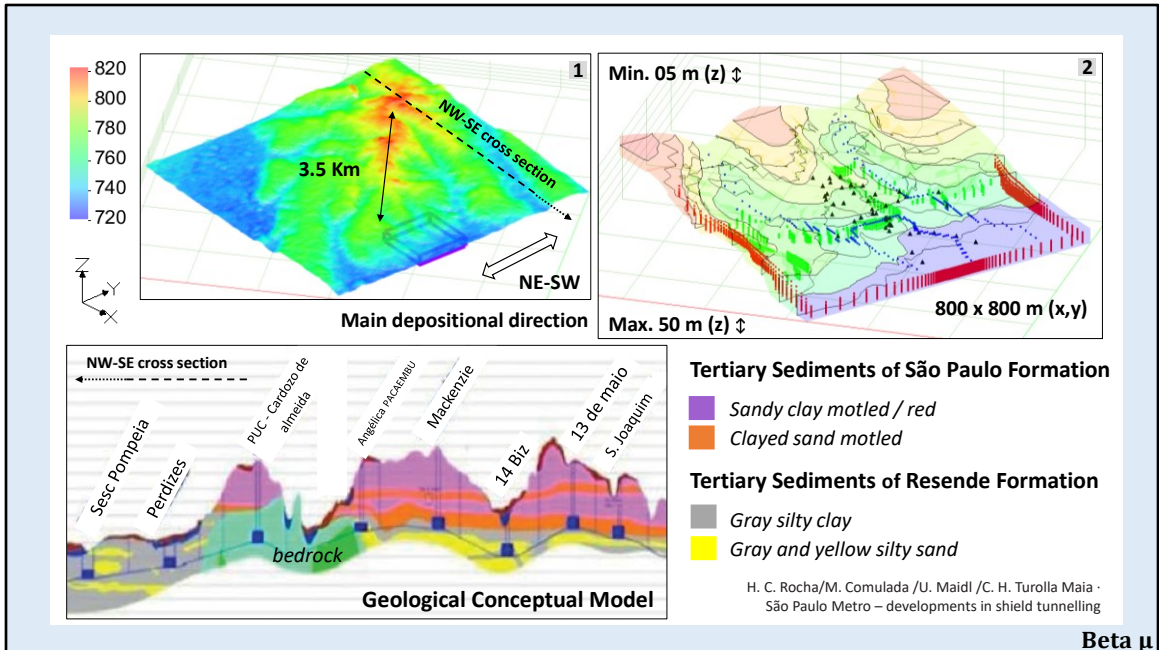 820
800
780
760
740
720
Z
Y
X
1
NW-SE cross section
3.5 Km
NE-SW
Main depositional direction
2
Min. 05 m (z) ↕
Max. 50 m (z) ↕
800 x 800 m (x,y)
NW-SE cross section
Sesc Pompeia
Perdizes
PUC - Cardozo de
almeida
Angélica PACAEMBU
Mackenzie
14 Biz
13 de maio
S. Joaquim
bedrock
Geological Conceptual Model
Tertiary Sediments of São Paulo Formation
Sandy clay motled / red
Clayed sand motled
Tertiary Sediments of Resende Formation
Gray silty clay
Gray and yellow silty sand
H. C. Rocha/M. Comulada /U. Maidl /C. H. Turolla Maia ·
São Paulo Metro – developments in shield tunnelling
Beta μ